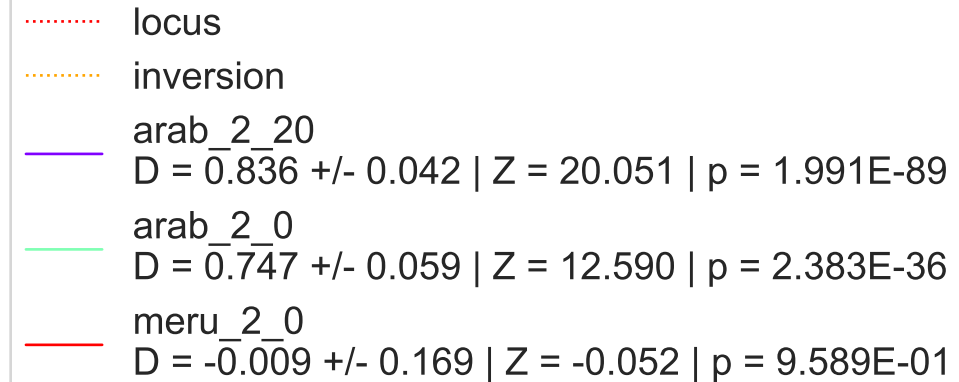 locus
inversion
arab_2_20
D = 0.836 +/- 0.042 | Z = 20.051 | p = 1.991E-89
arab_2_0
D = 0.747 +/- 0.059 | Z = 12.590 | p = 2.383E-36
meru_2_0
D = -0.009 +/- 0.169 | Z = -0.052 | p = 9.589E-01